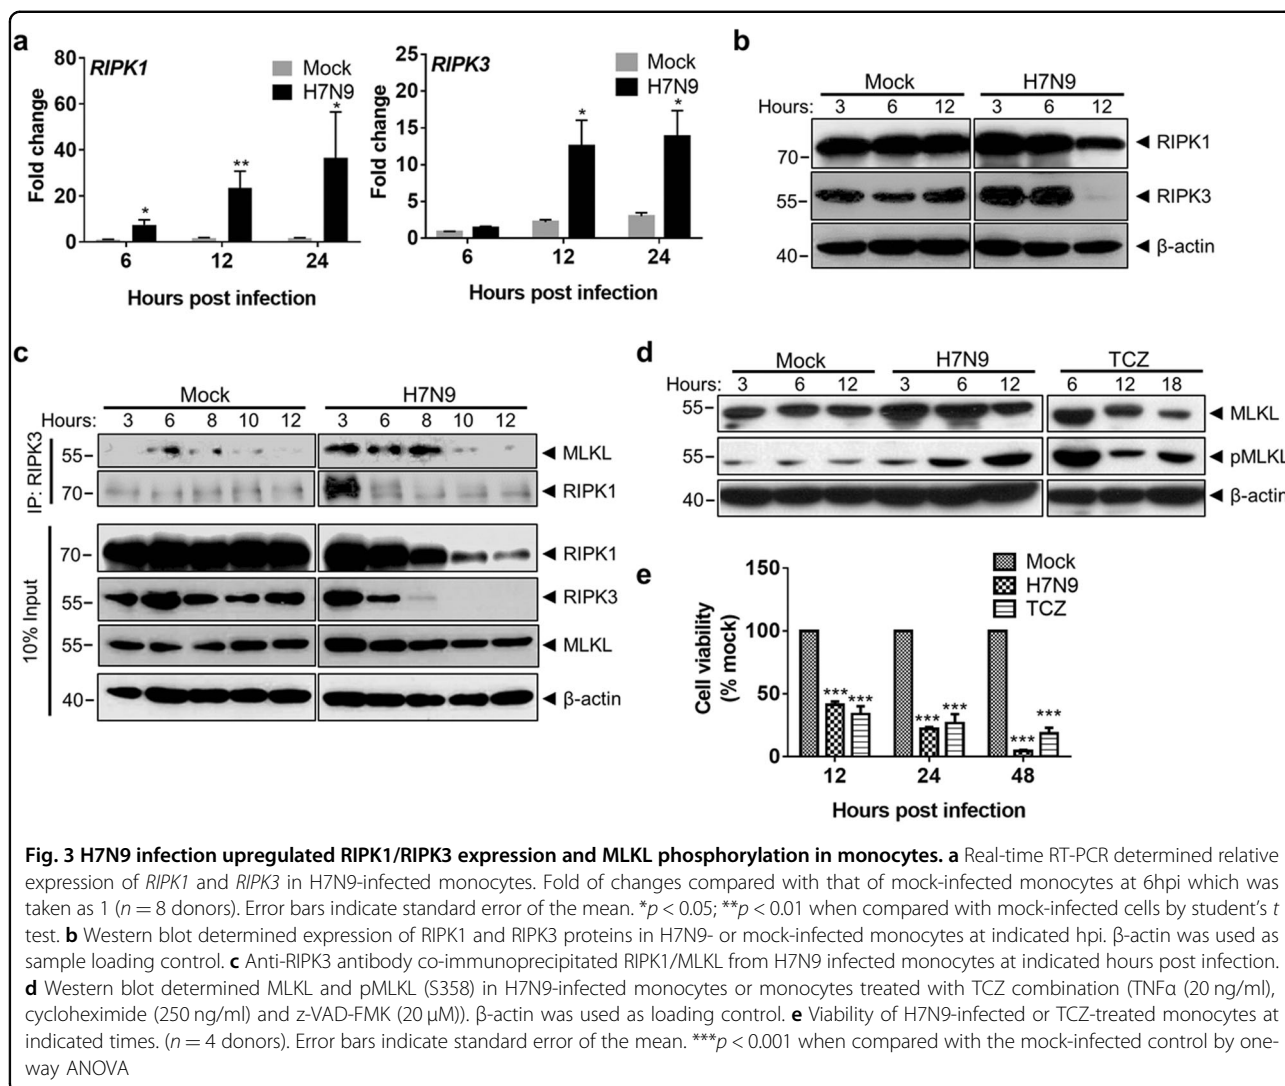 a
80
60
40
20
0
Fold change
RIPK1
Mock
H7N9
*
**
*
6 12 24
Hours post infection
25
20
15
10
5
0
Fold change
RIPK3
Mock
H7N9
*
*
6 12 24
Hours post infection
b
Mock H7N9
Hours: 3 6 12 3 6 12
70 RIPK1
55 RIPK3
40 β-actin
c
Mock H7N9
Hours: 3 6 8 10 12 3 6 8 10 12
IP: RIPK3
55 MLKL
70 RIPK1
10% Input
70 RIPK1
55 RIPK3
55 MLKL
40 β-actin
d
Mock H7N9 TCZ
Hours: 3 6 12 3 6 12 6 12 18
55 MLKL
55 pMLKL
40 β-actin
e
150
100
50
0
Cell viability
(% mock)
Mock
H7N9
TCZ
*** ***
*** ***
*** ***
12 24 48
Hours post infection
Fig. 3 H7N9 infection upregulated RIPK1/RIPK3 expression and MLKL phosphorylation in monocytes. a Real-time RT-PCR determined relative
expression of RIPK1 and RIPK3 in H7N9-infected monocytes. Fold of changes compared with that of mock-infected monocytes at 6hpi which was
taken as 1 (n = 8 donors). Error bars indicate standard error of the mean. *p < 0.05; **p < 0.01 when compared with mock-infected cells by student’s t
test. b Western blot determined expression of RIPK1 and RIPK3 proteins in H7N9- or mock-infected monocytes at indicated hpi. β-actin was used as
sample loading control. c Anti-RIPK3 antibody co-immunoprecipitated RIPK1/MLKL from H7N9 infected monocytes at indicated hours post infection.
d Western blot determined MLKL and pMLKL (S358) in H7N9-infected monocytes or monocytes treated with TCZ combination (TNFα (20 ng/ml),
cycloheximide (250 ng/ml) and z-VAD-FMK (20 μM)). β-actin was used as loading control. e Viability of H7N9-infected or TCZ-treated monocytes at
indicated times. (n = 4 donors). Error bars indicate standard error of the mean. ***p < 0.001 when compared with the mock-infected control by one-
way ANOVA